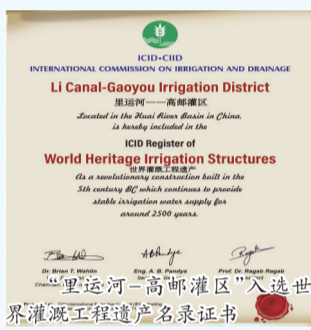 ICID•CIID
INTERNATIONAL COMMISSION ON IRRIGATION AND DRAINAGE
Li Canal-Gaoyou Irrigation District
里运河——高邮灌区
Located in the Huai River Basin in China,
is hereby included in the
ICID Register of
World Heritage Irrigation Structures
世界灌溉工程遗产
As a revolutionary construction built in the
5th century BC which continues to provide
stable irrigation water supply for
around 2500 years.
Dr. Brian T. Wahlin
Eng. A. B. Pandya
Prof. Dr. Ragab Ragab
“里运河-高邮灌区”入选世
界灌溉工程遗产名录证书